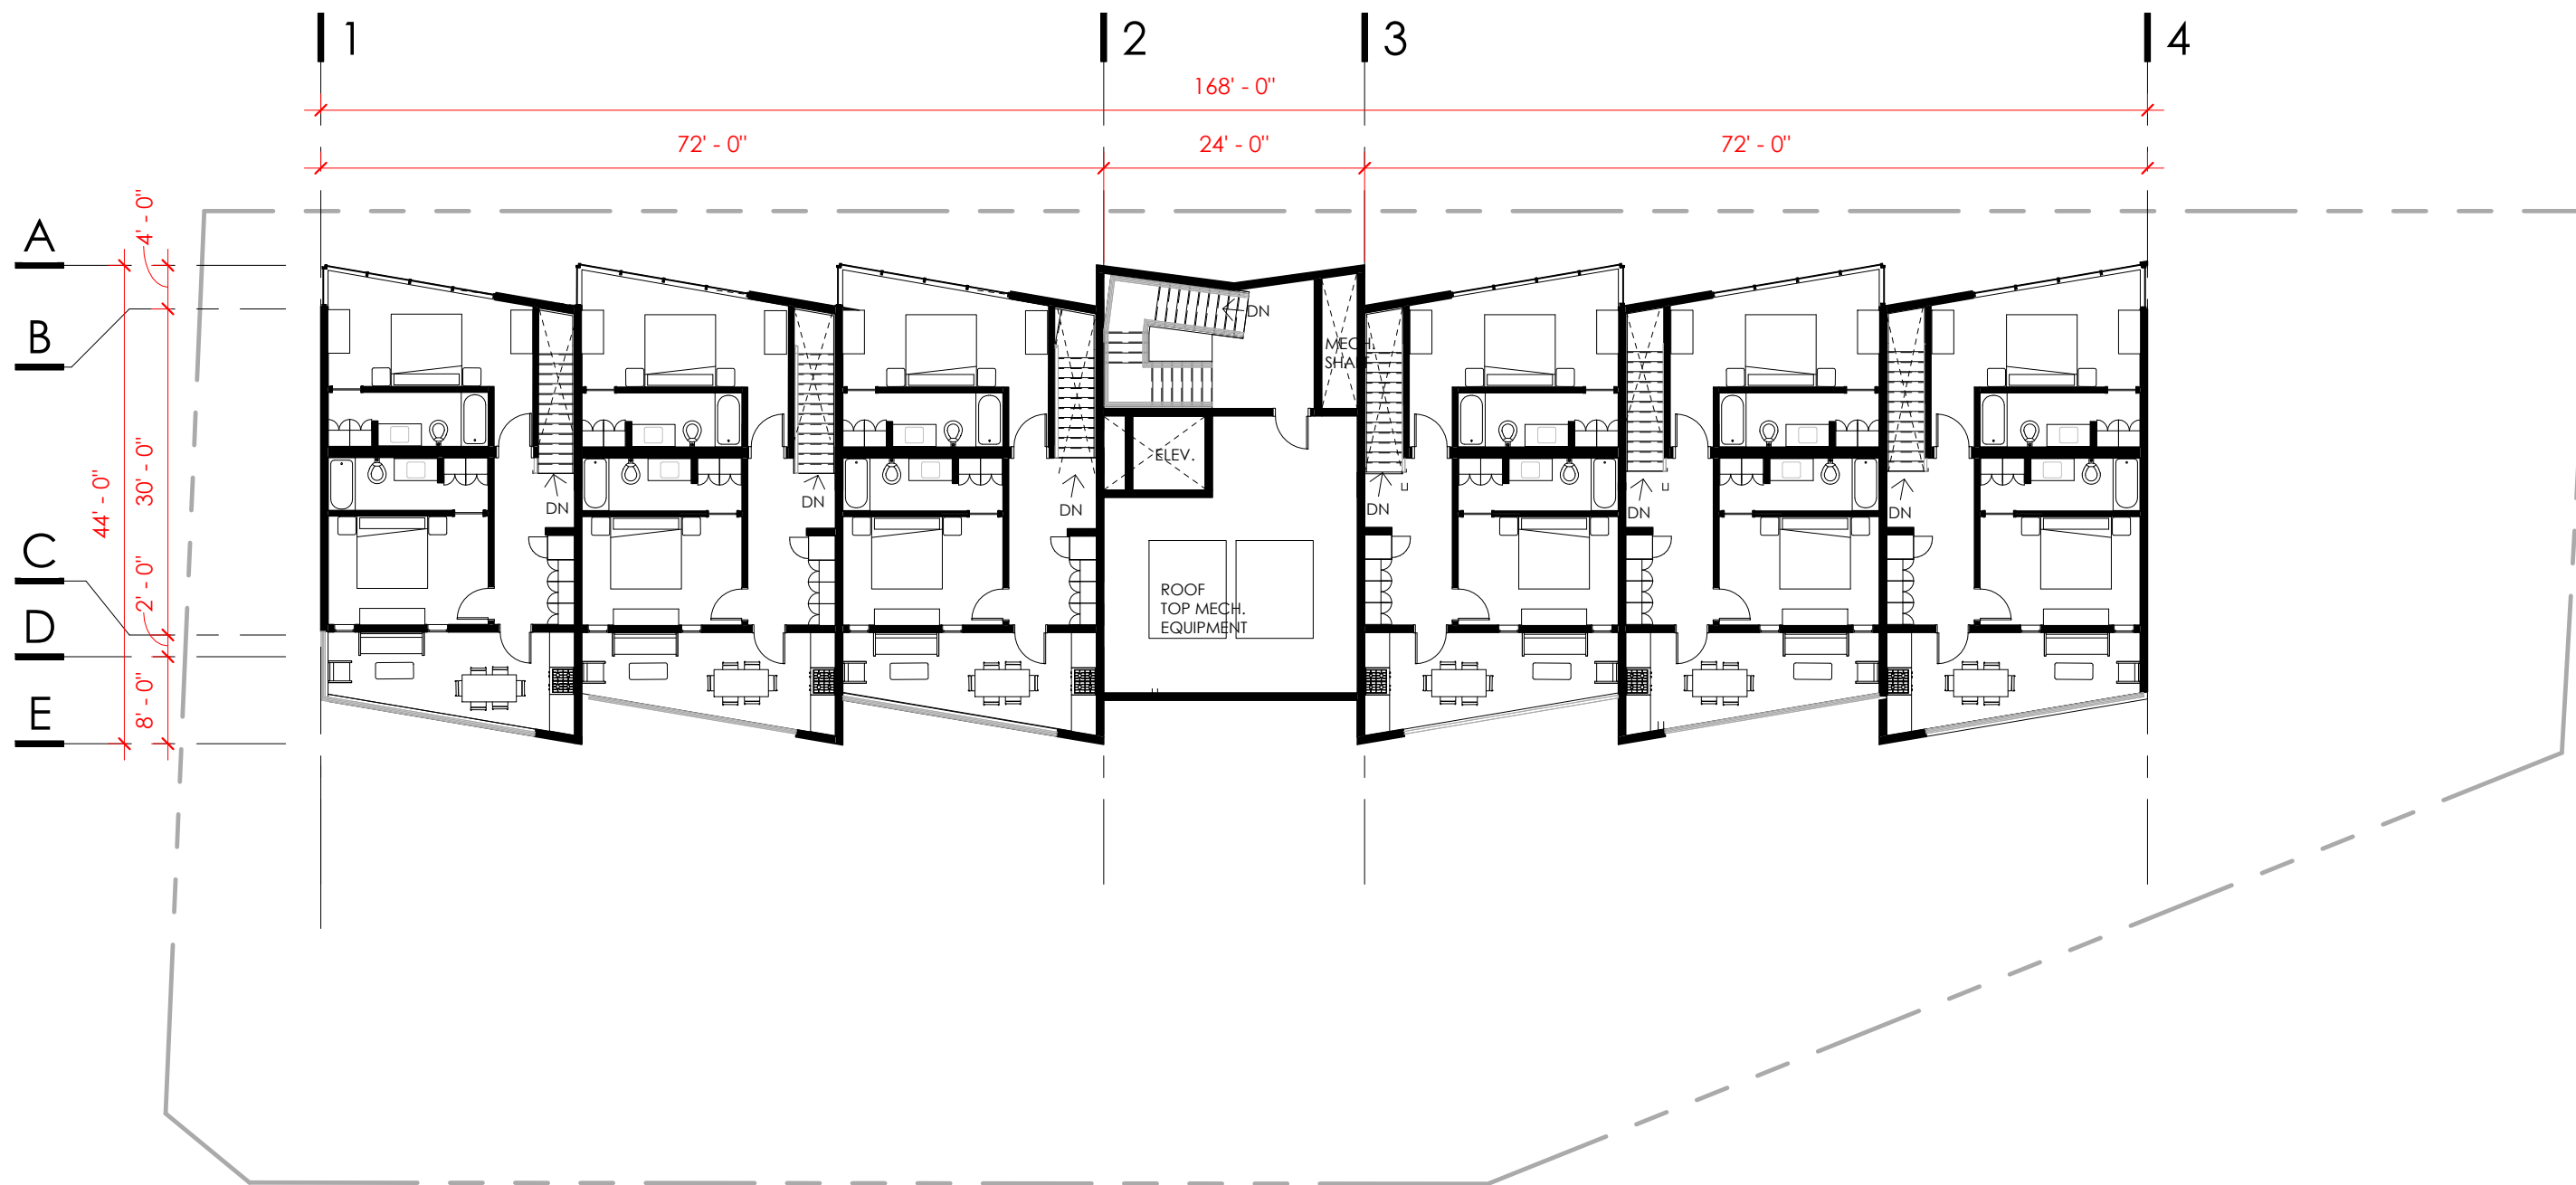 1
2
3
4
168' - 0"
72' - 0"
24' - 0"
72' - 0"
A
B
C
D
E
4' - 0"
30' - 0"
44' - 0"
2' - 0"
8' - 0"
DN
MECH.
ELEV.
DN
DN
DN
DN
DN
DN
ROOF
TOP MECH.
EQUIPMENT